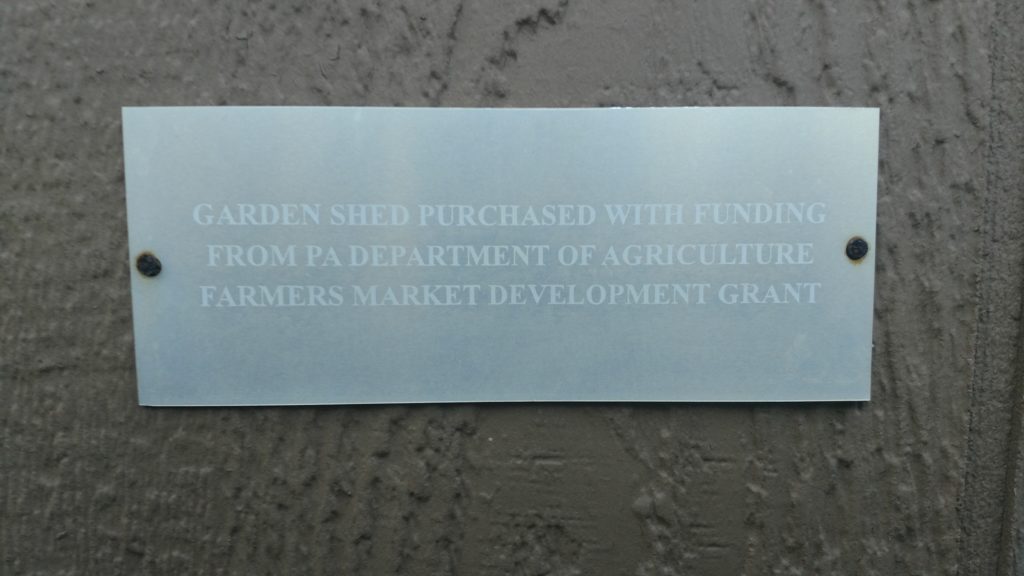 GARDEN SHED PURCHASED WITH FUNDING
FROM PA DEPARTMENT OF AGRICULTURE
FARMERS MARKET DEVELOPMENT GRANT